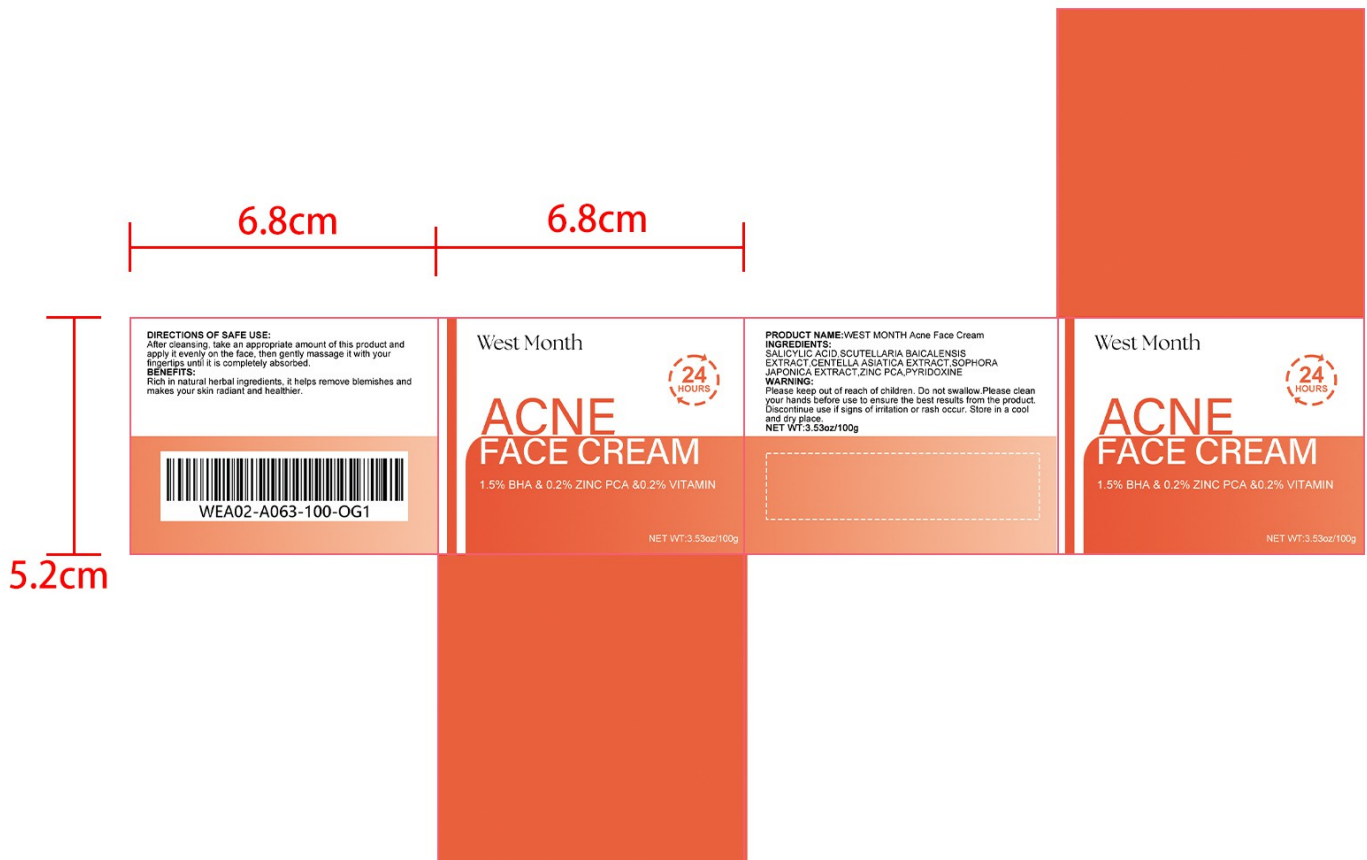 6.8cm
6.8cm
5.2cm
DIRECTIONS OF SAFE USE:
After cleansing, take an appropriate amount of this product and
apply it evenly on the face, then gently massage it with your
fingertips until it is completely absorbed.
BENEFITS:
Rich in natural herbal ingredients, it helps remove blemishes and
makes your skin radiant and healthier.
WEA02-A063-100-OG1
West Month
24
HOURS
ACNE
FACE CREAM
1.5% BHA & 0.2% ZINC PCA &0.2% VITAMIN
NET WT:3.53oz/100g
PRODUCT NAME:WEST MONTH Acne Face Cream
INGREDIENTS:
SALICYLIC ACID,SCUTELLARIA BAICALENSIS
EXTRACT,CENTELLA ASIATICA EXTRACT,SOPHORA
JAPONICA EXTRACT,ZINC PCA,PYRIDOXINE
WARNING:
Please keep out of reach of children. Do not swallow.Please clean
your hands before use to ensure the best results from the product.
Discontinue use if signs of irritation or rash occur. Store in a cool
and dry place.
NET WT:3.53oz/100g
West Month
24
HOURS
ACNE
FACE CREAM
1.5% BHA & 0.2% ZINC PCA &0.2% VITAMIN
NET WT:3.53oz/100g